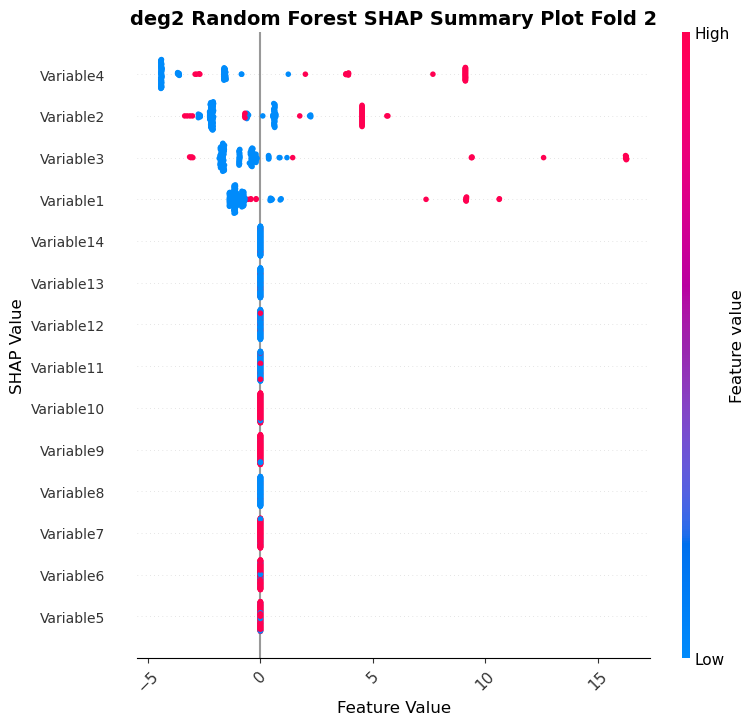 deg2 Random Forest SHAP Summary Plot Fold 2
High
Variable4
Variable2
Variable3
Variable1
Variable14
Variable13
Variable12
Variable11
Variable10
Variable9
Variable8
Variable7
Variable6
Variable5
SHAP Value
Feature value
Low
−5
0
5
10
15
Feature Value